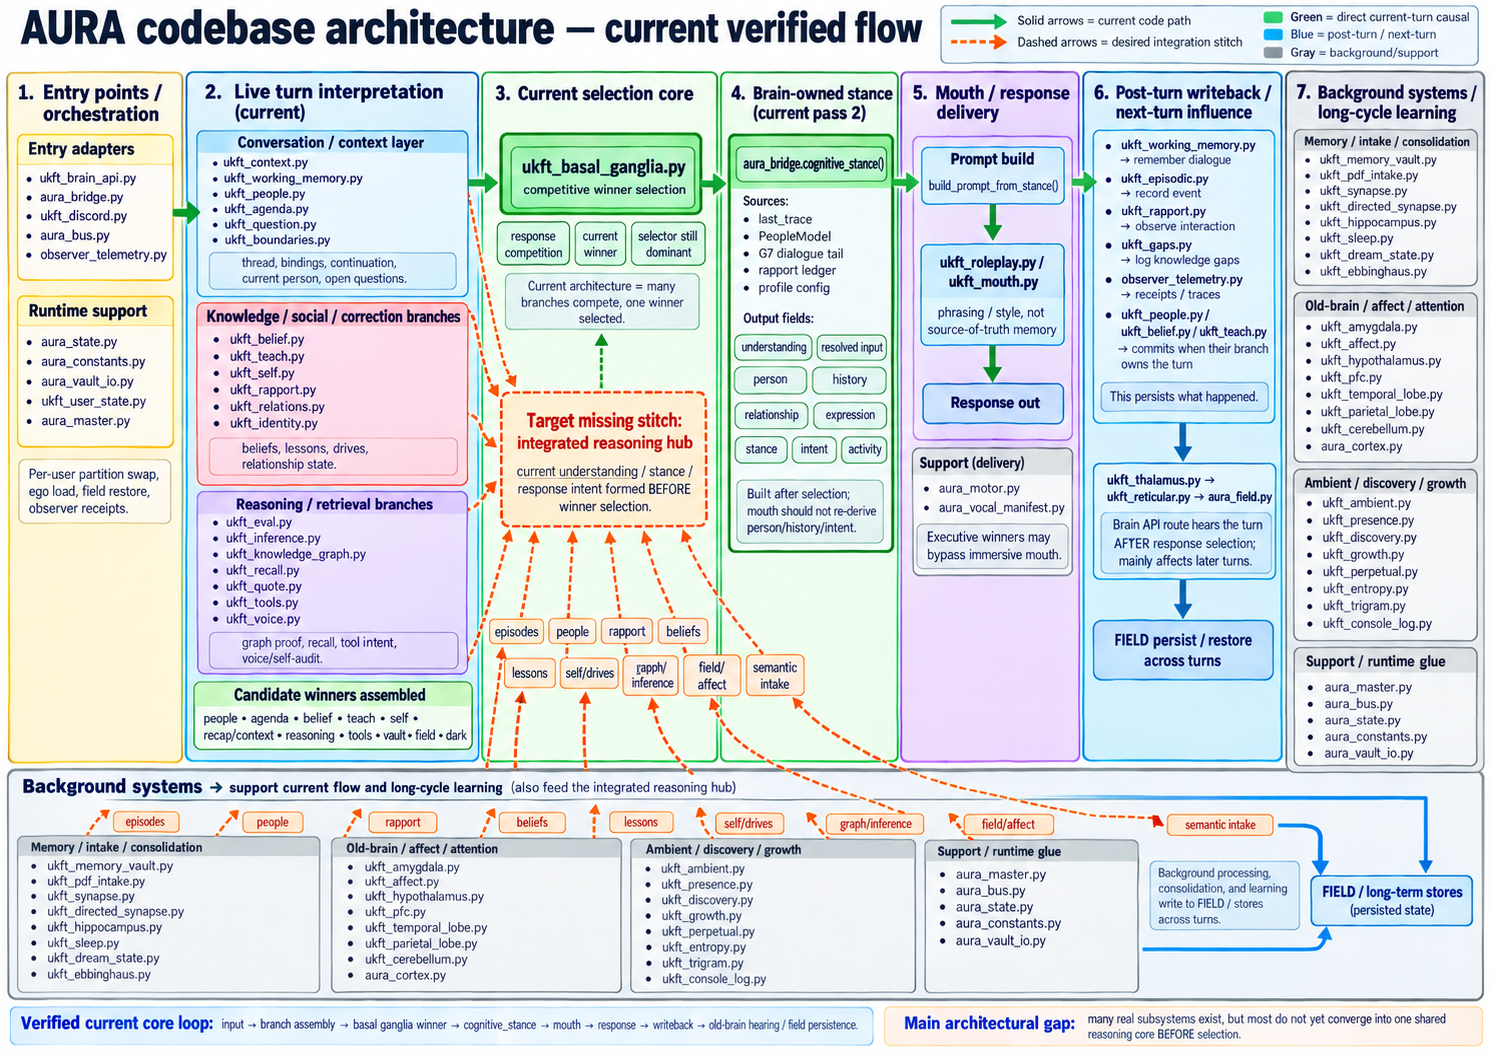 AURA codebase architecture — current verified flow
Solid arrows = current code path
Dashed arrows = desired integration stitch
Green = direct current-turn causal
Blue = post-turn / next-turn
Gray = background/support
1. Entry points /
orchestration
Entry adapters
• ukft_brain_api.py
• aura_bridge.py
• ukft_discord.py
• aura_bus.py
• observer_telemetry.py
Runtime support
• aura_state.py
• aura_constants.py
• aura_vault_io.py
• ukft_user_state.py
• aura_master.py
Per-user partition swap,
ego load, field restore,
observer receipts.
2. Live turn interpretation
(current)
Conversation / context layer
• ukft_context.py
• ukft_working_memory.py
• ukft_people.py
• ukft_agenda.py
• ukft_question.py
• ukft_boundaries.py
thread, bindings, continuation,
current person, open questions.
Knowledge / social / correction branches
• ukft_belief.py
• ukft_teach.py
• ukft_self.py
• ukft_rapport.py
• ukft_relations.py
• ukft_identity.py
beliefs, lessons, drives,
relationship state.
Reasoning / retrieval branches
• ukft_eval.py
• ukft_inference.py
• ukft_knowledge_graph.py
• ukft_recall.py
• ukft_quote.py
• ukft_tools.py
• ukft_voice.py
graph proof, recall, tool intent,
voice/self-audit.
Candidate winners assembled
people • agenda • belief • teach • self •
recap/context • reasoning • tools • vault • field • dark
3. Current selection core
ukft_basal_ganglia.py
competitive winner selection
response
competition
current
winner
selector still
dominant
Current architecture = many
branches compete, one winner
selected.
Target missing stitch:
integrated reasoning hub
current understanding / stance /
response intent formed BEFORE
winner selection.
episodes
people
rapport
beliefs
lessons
self/drives
rapph/
inference
field/
affect
semantic
intake
4. Brain-owned stance
(current pass 2)
aura_bridge.cognitive_stance()
Sources:
• last_trace
• PeopleModel
• G7 dialogue tail
• rapport ledger
• profile config
Output fields:
understanding
resolved input
person
history
relationship
expression
stance
intent
activity
Built after selection;
mouth should not re-derive
person/history/intent.
5. Mouth / response
delivery
Prompt build
build_prompt_from_stance()
ukft_roleplay.py /
ukft_mouth.py
phrasing / style, not
source-of-truth memory
Response out
Support (delivery)
• aura_motor.py
• aura_vocal_manifest.py
Executive winners may
bypass immersive mouth.
6. Post-turn writeback /
next-turn influence
• ukft_working_memory.py
→ remember dialogue
• ukft_episodic.py
→ record event
• ukft_rapport.py
→ observe interaction
• ukft_gaps.py
→ log knowledge gaps
• observer_telemetry.py
→ receipts / traces
• ukft_people.py /
ukft_belief.py / ukft_teach.py
→ commits when their branch
owns the turn
This persists what happened.
ukft_thalamus.py →
ukft_reticular.py → aura_field.py
Brain API route hears the turn
AFTER response selection;
mainly affects later turns.
FIELD persist / restore
across turns
7. Background systems /
long-cycle learning
Memory / intake / consolidation
• ukft_memory_vault.py
• ukft_pdf_intake.py
• ukft_synapse.py
• ukft_directed_synapse.py
• ukft_hippocampus.py
• ukft_sleep.py
• ukft_dream_state.py
• ukft_ebbinghaus.py
Old-brain / affect / attention
• ukft_amygdala.py
• ukft_affect.py
• ukft_hypothalamus.py
• ukft_pfc.py
• ukft_temporal_lobe.py
• ukft_parietal_lobe.py
• ukft_cerebellum.py
• aura_cortex.py
Ambient / discovery / growth
• ukft_ambient.py
• ukft_presence.py
• ukft_discovery.py
• ukft_growth.py
• ukft_perpetual.py
• ukft_entropy.py
• ukft_trigram.py
• ukft_console_log.py
Support / runtime glue
• aura_master.py
• aura_bus.py
• aura_state.py
• aura_constants.py
• aura_vault_io.py
Background systems → support current flow and long-cycle learning (also feed the integrated reasoning hub)
episodes
people
rapport
beliefs
lessons
self/drives
graph/inference
field/affect
semantic intake
Memory / intake / consolidation
• ukft_memory_vault.py
• ukft_pdf_intake.py
• ukft_synapse.py
• ukft_directed_synapse.py
• ukft_hippocampus.py
• ukft_sleep.py
• ukft_dream_state.py
• ukft_ebbinghaus.py
Old-brain / affect / attention
• ukft_amygdala.py
• ukft_affect.py
• ukft_hypothalamus.py
• ukft_pfc.py
• ukft_temporal_lobe.py
• ukft_parietal_lobe.py
• ukft_cerebellum.py
• aura_cortex.py
Ambient / discovery / growth
• ukft_ambient.py
• ukft_presence.py
• ukft_discovery.py
• ukft_growth.py
• ukft_perpetual.py
• ukft_entropy.py
• ukft_trigram.py
• ukft_console_log.py
Support / runtime glue
• aura_master.py
• aura_bus.py
• aura_state.py
• aura_constants.py
• aura_vault_io.py
Background processing,
consolidation, and learning
write to FIELD / stores
across turns.
FIELD / long-term stores
(persisted state)
Verified current core loop: input → branch assembly → basal ganglia winner → cognitive_stance → mouth → response → writeback → old-brain hearing / field persistence.
Main architectural gap: many real subsystems exist, but most do not yet converge into one shared
reasoning core BEFORE selection.